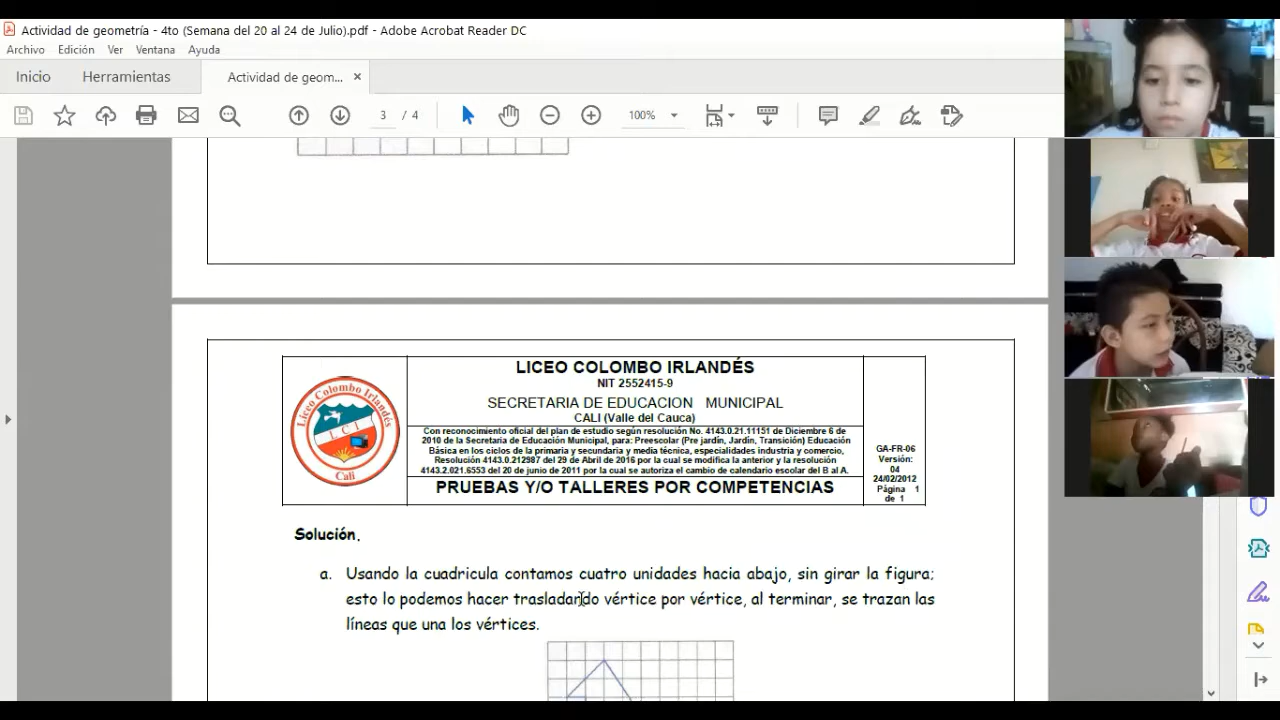 Actividad de geometría - 4to (Semana del 20 al 24 de Julio).pdf - Adobe Acrobat Reader DC
Archivo Edición Ver Ventana Ayuda
Inicio Herramientas Actividad de geom... ×
3 / 4 100%
LICEO COLOMBO IRLANDÉS
NIT 2552415-9
SECRETARIA DE EDUCACION MUNICIPAL
CALI (Valle del Cauca)
Con reconocimiento oficial del plan de estudio según resolución No. 4143.0.21.11151 de Diciembre 6 de
2010 de la Secretaria de Educación Municipal, para: Preescolar (Pre jardín, Jardín, Transición) Educación
Básica en los ciclos de la primaria y secundaria y media técnica, especialidades industria y comercio,
Resolución 4143.0.212987 del 29 de Abril de 2016 por la cual se modifica la anterior y la resolución
4143.2.021.6553 del 20 de junio de 2011 por la cual se autoriza el cambio de calendario escolar del B al A.
PRUEBAS Y/O TALLERES POR COMPETENCIAS
GA-FR-06
Versión:
04
24/02/2012
Página 1
de 1
Liceo Colombo Irlandés
L C I
Cali
Solución.
a. Usando la cuadricula contamos cuatro unidades hacia abajo, sin girar la figura;
esto lo podemos hacer trasladando vértice por vértice, al terminar, se trazan las
líneas que una los vértices.